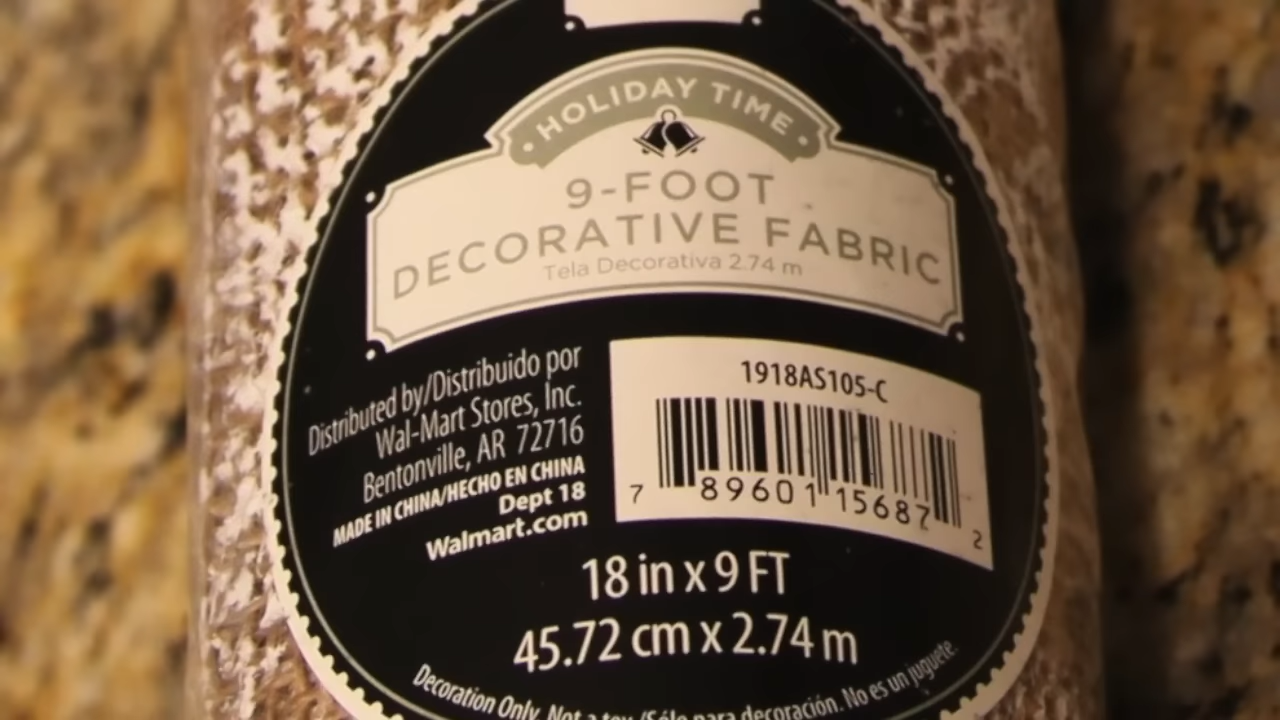 HOLIDAY TIME
9-FOOT
DECORATIVE FABRIC
Tela Decorativa 2.74 m
Distributed by/Distribuido por
Wal-Mart Stores, Inc.
Bentonville, AR 72716
MADE IN CHINA/HECHO EN CHINA
Dept 18
Walmart.com
1918AS105-C
7 89601 15687 2
18 in x 9 FT
45.72 cm x 2.74 m
Decoration Only. Not a toy./Sólo para decoración. No es un juguete.